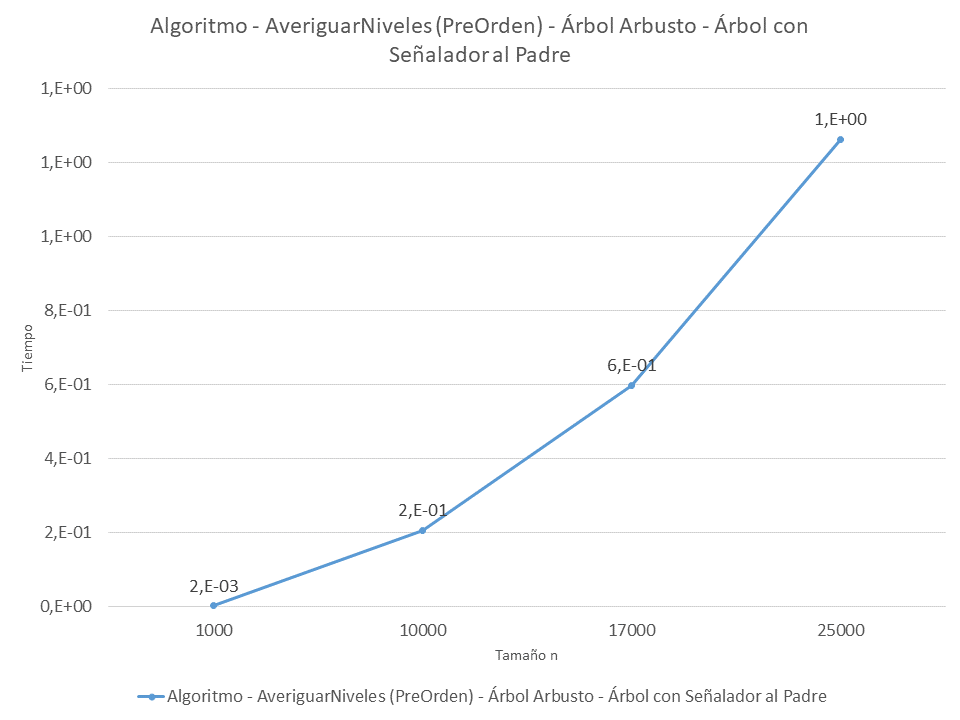 Algoritmo - AveriguarNiveles (PreOrden) - Árbol Arbusto - Árbol con
Señalador al Padre
1,E+00
1,E+00
1,E+00
1,E+00
8,E-01
6,E-01
6,E-01
4,E-01
2,E-01
2,E-01
2,E-03
0,E+00
Tiempo
1000
10000
17000
25000
Tamaño n
Algoritmo - AveriguarNiveles (PreOrden) - Árbol Arbusto - Árbol con Señalador al Padre